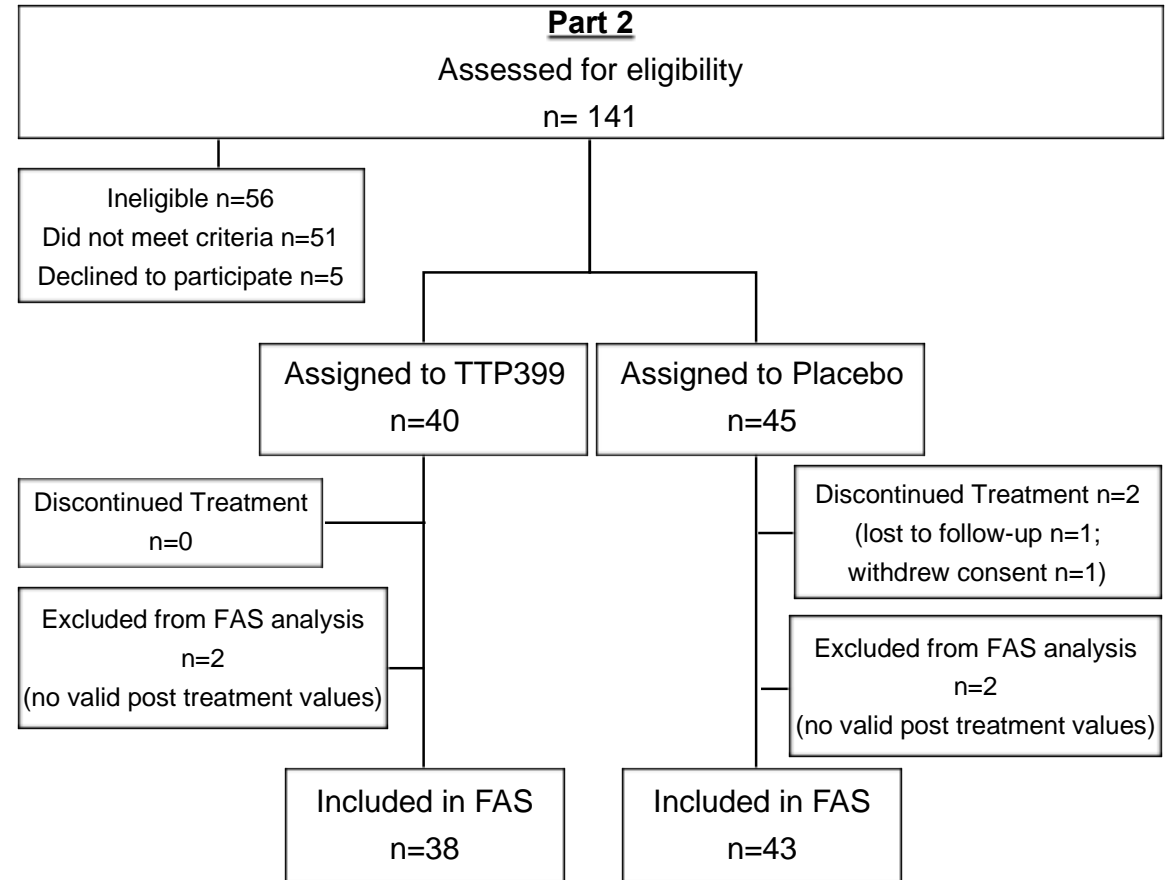 Part 2
Assessed for eligibility
n= 141
Ineligible n=56
Did not meet criteria n=51
Declined to participate n=5
Assigned to TTP399
n=40
Assigned to Placebo
n=45
Discontinued Treatment
n=0
Discontinued Treatment n=2
(lost to follow-up n=1;
withdrew consent n=1)
Excluded from FAS analysis
n=2
(no valid post treatment values)
Excluded from FAS analysis
n=2
(no valid post treatment values)
Included in FAS
n=38
Included in FAS
n=43